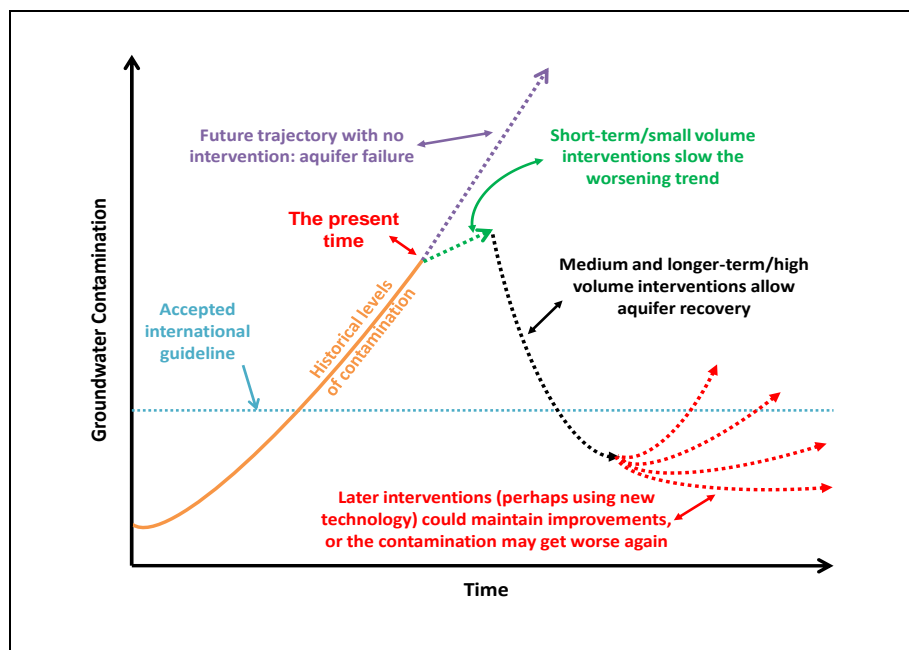 Future trajectory with no
intervention: aquifer failure
Short-term/small volume
interventions slow the
worsening trend
The present
time
Medium and longer-term/high
volume interventions allow
aquifer recovery
Accepted
international
guideline
Historical levels
of contamination
Groundwater Contamination
Later interventions (perhaps using new
technology) could maintain improvements,
or the contamination may get worse again
Time